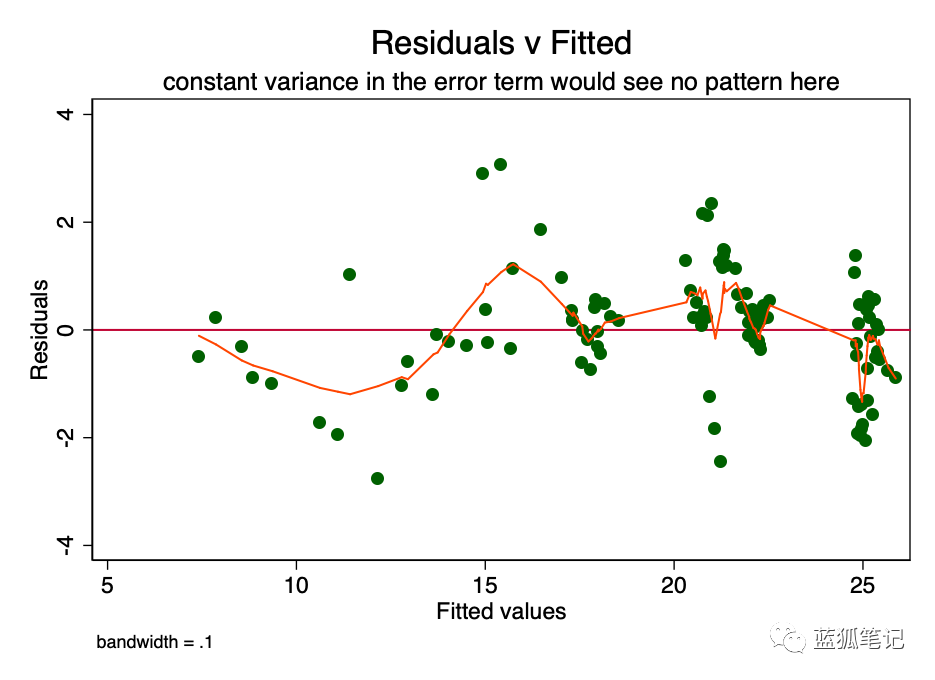 Residuals v Fitted
constant variance in the error term would see no pattern here
4
2
0
-2
-4
Residuals
5 10 15 20 25
Fitted values
bandwidth = .1
蓝狐笔记